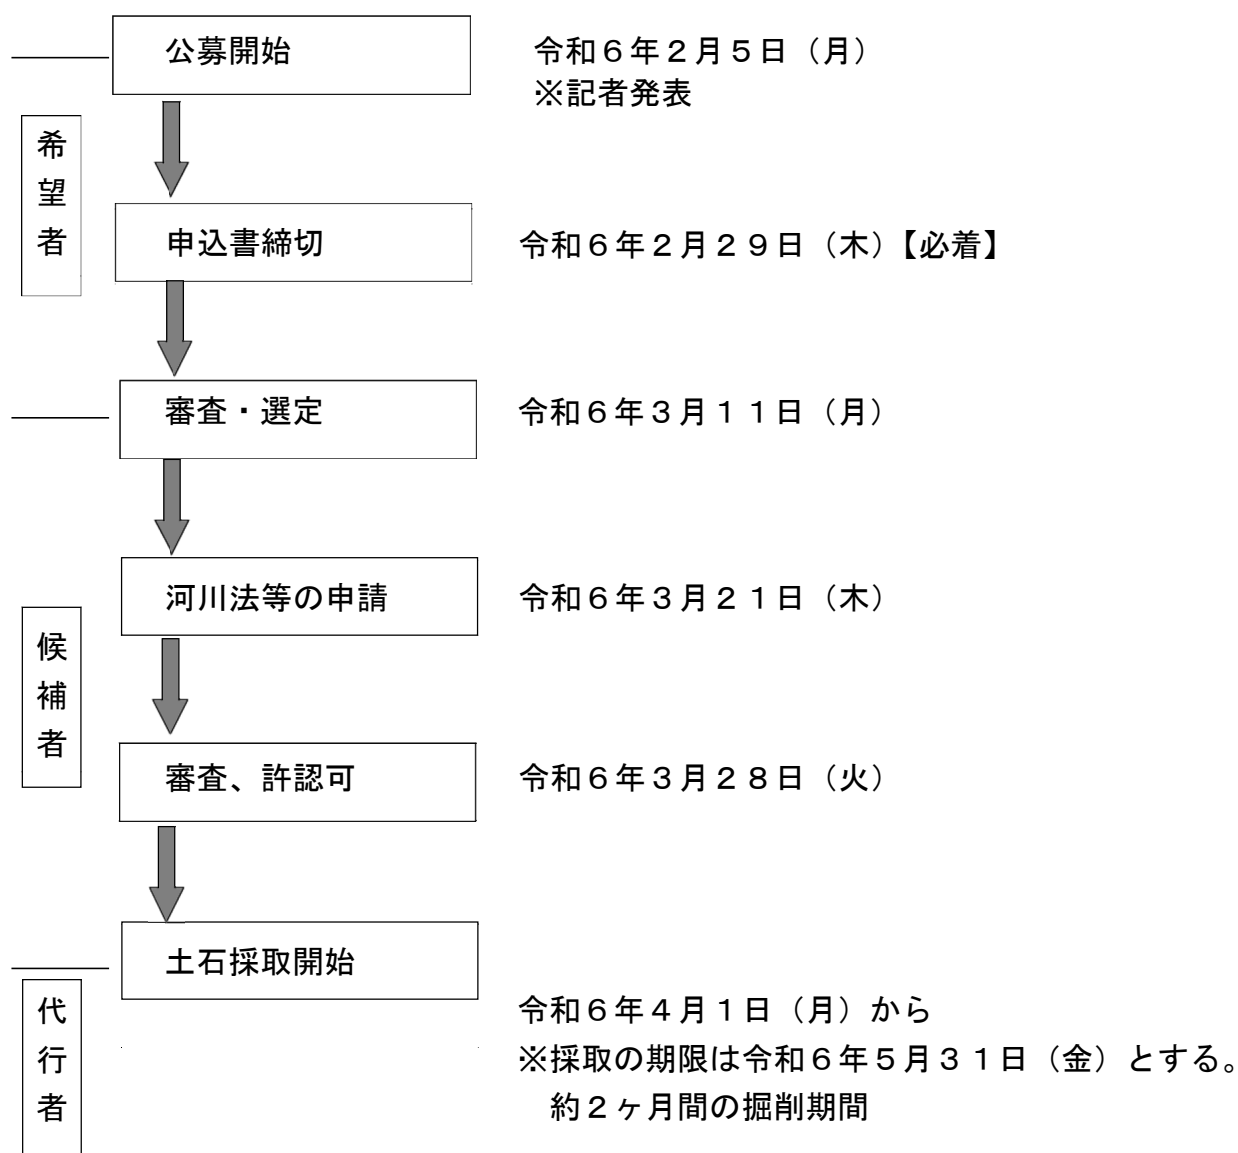 公募開始
令和６年２月５日（月）
※記者発表
希望者
申込書締切
令和６年２月２９日（木）【必着】
審査・選定
令和６年３月１１日（月）
河川法等の申請
令和６年３月２１日（木）
候補者
審査、許認可
令和６年３月２８日（火）
土石採取開始
代行者
令和６年４月１日（月）から
※採取の期限は令和６年５月３１日（金）とする。
約２ヶ月間の掘削期間